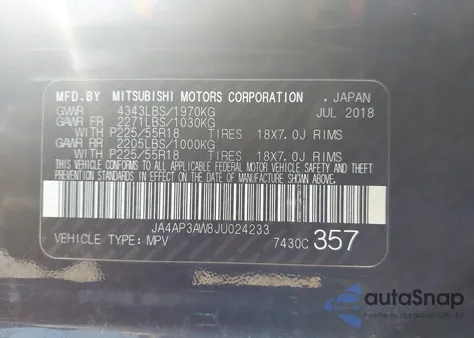 MFD.BY MITSUBISHI MOTORS CORPORATION , JAPAN
GVWR 4343LBS/1970KG JUL 2018
GAWR FR 2271LBS/1030KG
WITH P225/55R18 TIRES 18X7.0J RIMS
GAWR RR 2205LBS/1000KG
WITH P225/55R18 TIRES 18X7.0J RIMS
THIS VEHICLE CONFORMS TO ALL APPLICABLE FEDERAL MOTOR VEHICLE SAFETY, BUMPER, AND THEFT
PREVENTION STANDARDS IN EFFECT ON THE DATE OF MANUFACTURE SHOWN ABOVE.
JA4AP3AW8JU024233
VEHICLE TYPE: MPV 7430C 357
autoSnap